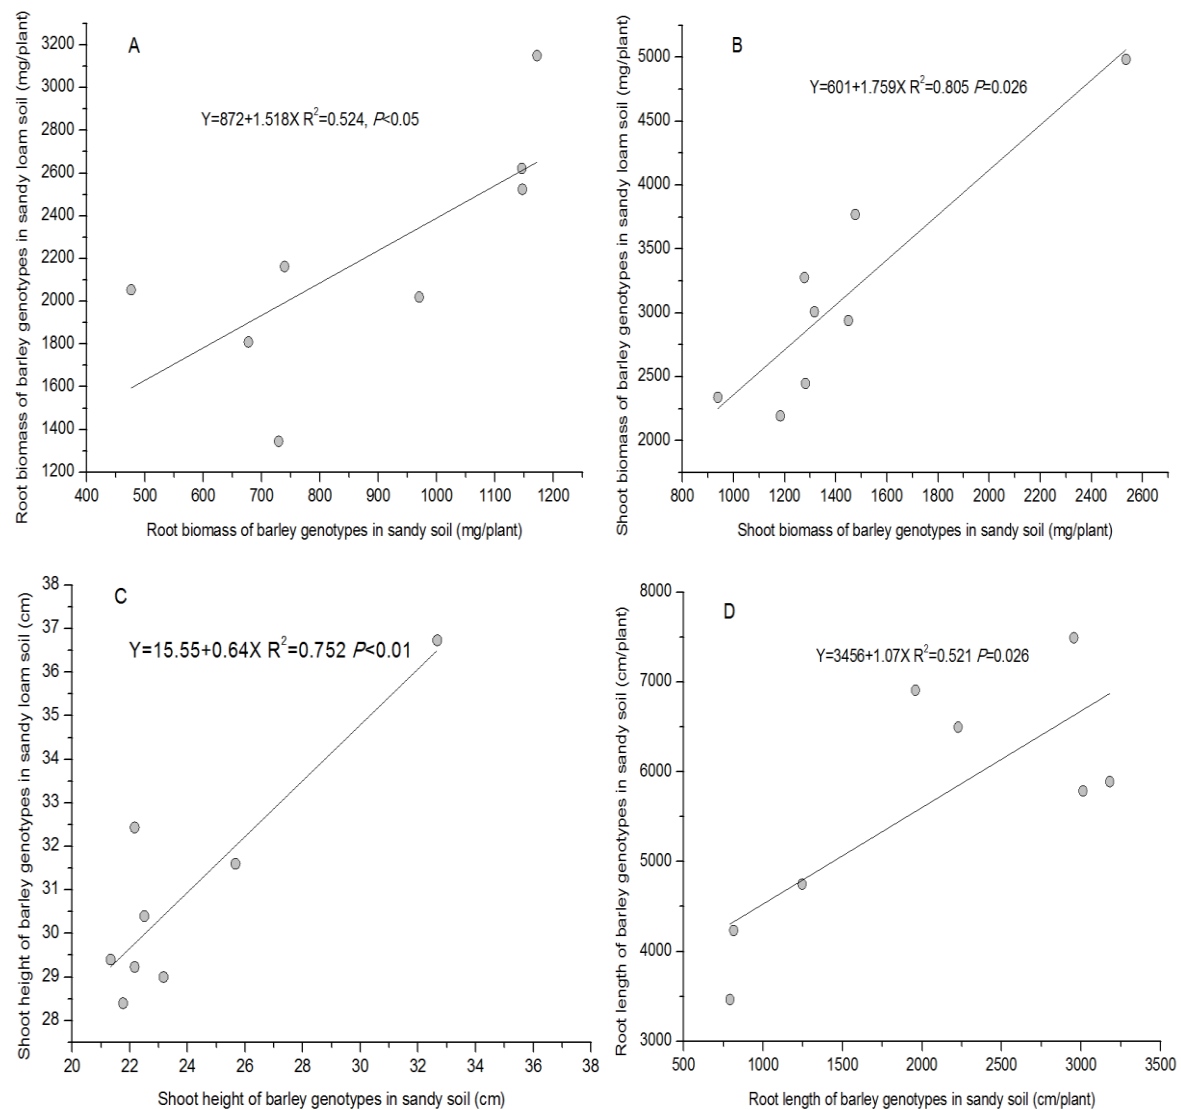 A
Y=872+1.518X R²=0.524, P<0.05
Root biomass of barley genotypes in sandy loam soil (mg/plant)
3200
3000
2800
2600
2400
2200
2000
1800
1600
1400
1200
400 500 600 700 800 900 1000 1100 1200
Root biomass of barley genotypes in sandy soil (mg/plant)
B
Y=601+1.759X R²=0.805 P=0.026
Shoot biomass of barley genotypes in sandy loam soil (mg/plant)
5000
4500
4000
3500
3000
2500
2000
800 1000 1200 1400 1600 1800 2000 2200 2400 2600
Shoot biomass of barley genotypes in sandy soil (mg/plant)
C
Y=15.55+0.64X R²=0.752 P<0.01
Shoot height of barley genotypes in sandy loam soil (cm)
38
37
36
35
34
33
32
31
30
29
28
20 22 24 26 28 30 32 34 36 38
Shoot height of barley genotypes in sandy soil (cm)
D
Y=3456+1.07X R²=0.521 P=0.026
Root length of barley genotypes in sandy soil (cm/plant)
8000
7000
6000
5000
4000
3000
500 1000 1500 2000 2500 3000 3500
Root length of barley genotypes in sandy soil (cm/plant)